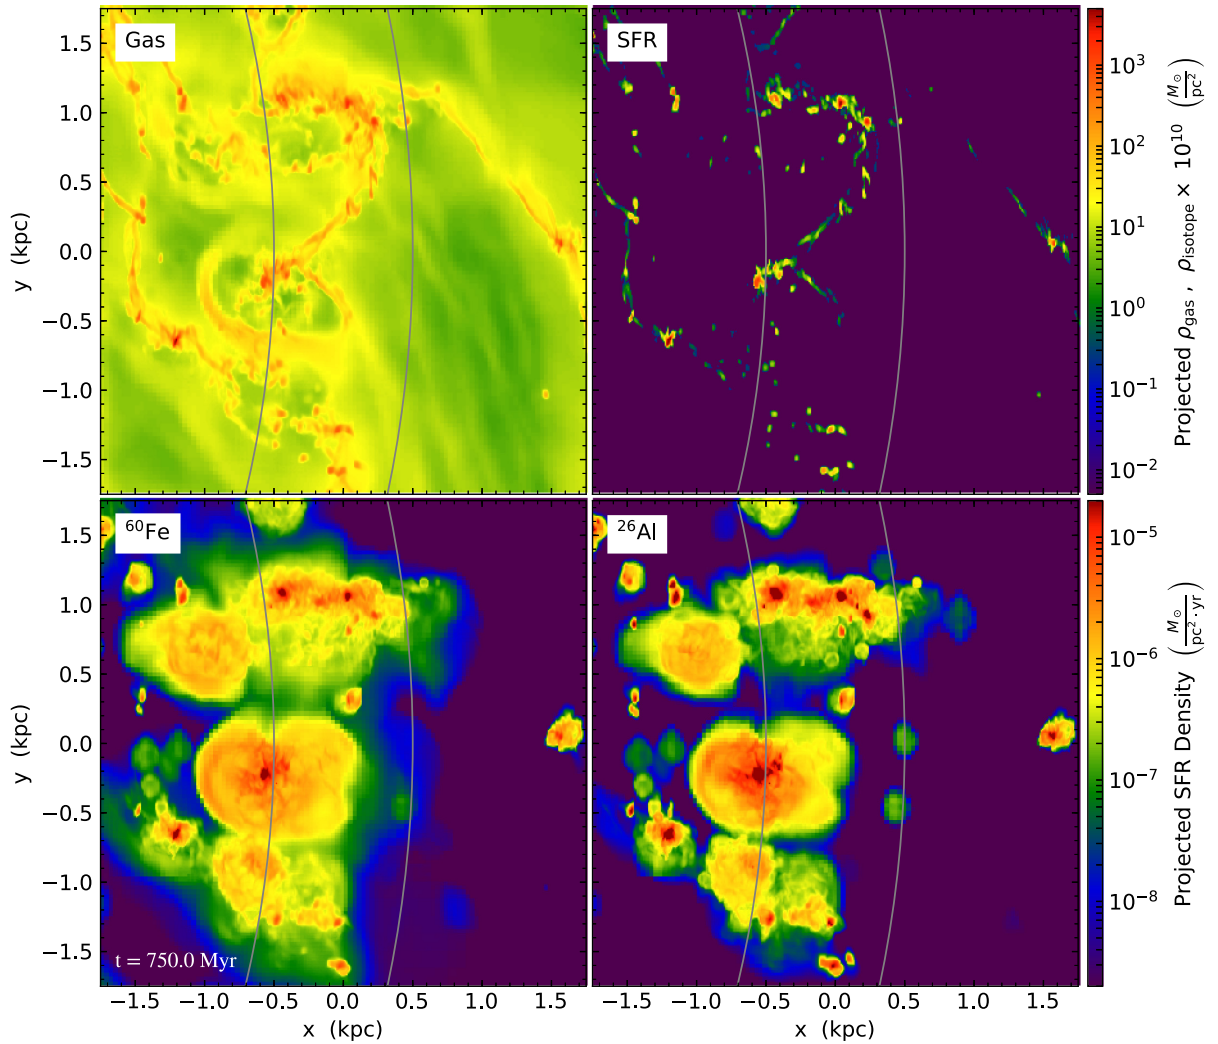 Gas
SFR
1.5
1.0
0.5
0.0
−0.5
−1.0
−1.5
y (kpc)
10³
10²
10¹
10⁰
10⁻¹
10⁻²
Projected ρgas , ρisotope × 10¹⁰ (M⊙/pc²)
⁶⁰Fe
²⁶Al
1.5
1.0
0.5
0.0
−0.5
−1.0
−1.5
y (kpc)
t = 750.0 Myr
10⁻⁵
10⁻⁶
10⁻⁷
10⁻⁸
Projected SFR Density (M⊙/pc² · yr)
−1.5 −1.0 −0.5 0.0 0.5 1.0 1.5
−1.5 −1.0 −0.5 0.0 0.5 1.0 1.5
x (kpc)
x (kpc)